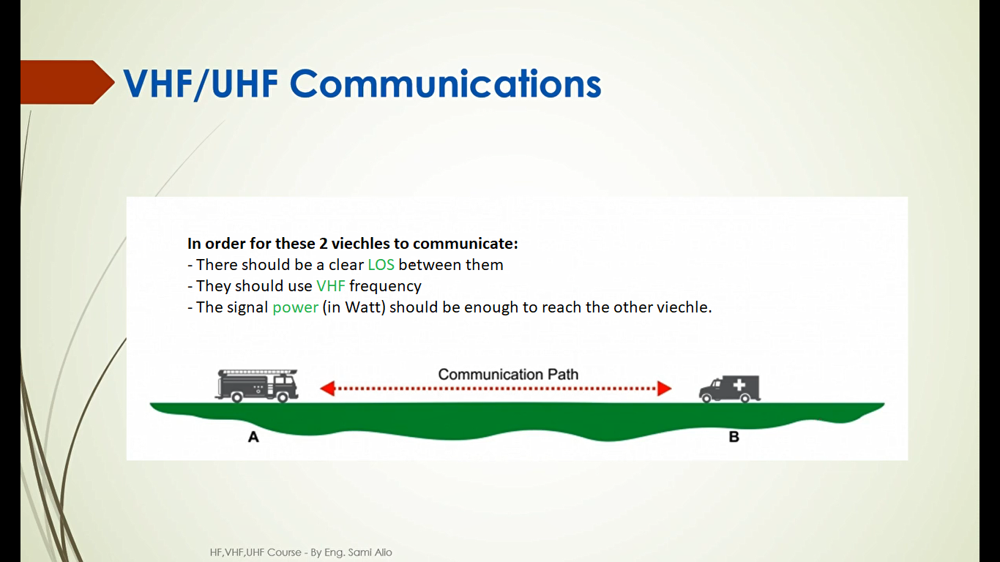 VHF/UHF Communications
In order for these 2 viechles to communicate:
- There should be a clear LOS between them
- They should use VHF frequency
- The signal power (in Watt) should be enough to reach the other viechle.
Communication Path
A
B
HF,VHF,UHF Course - By Eng. Sami Alio